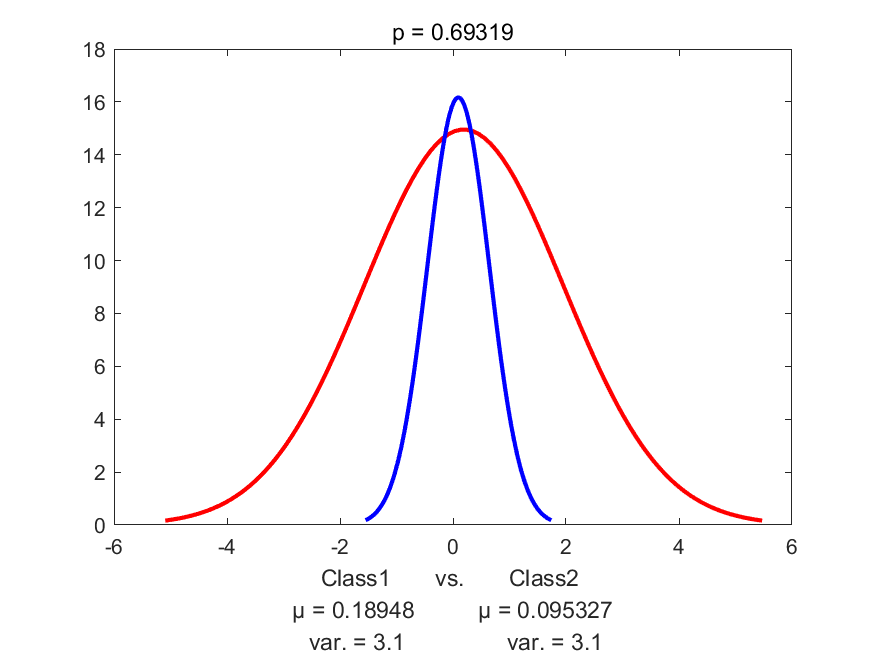 p = 0.69319
18
16
14
12
10
8
6
4
2
0
-6 -4 -2 0 2 4 6
Class1 vs. Class2
μ = 0.18948 μ = 0.095327
var. = 3.1 var. = 3.1